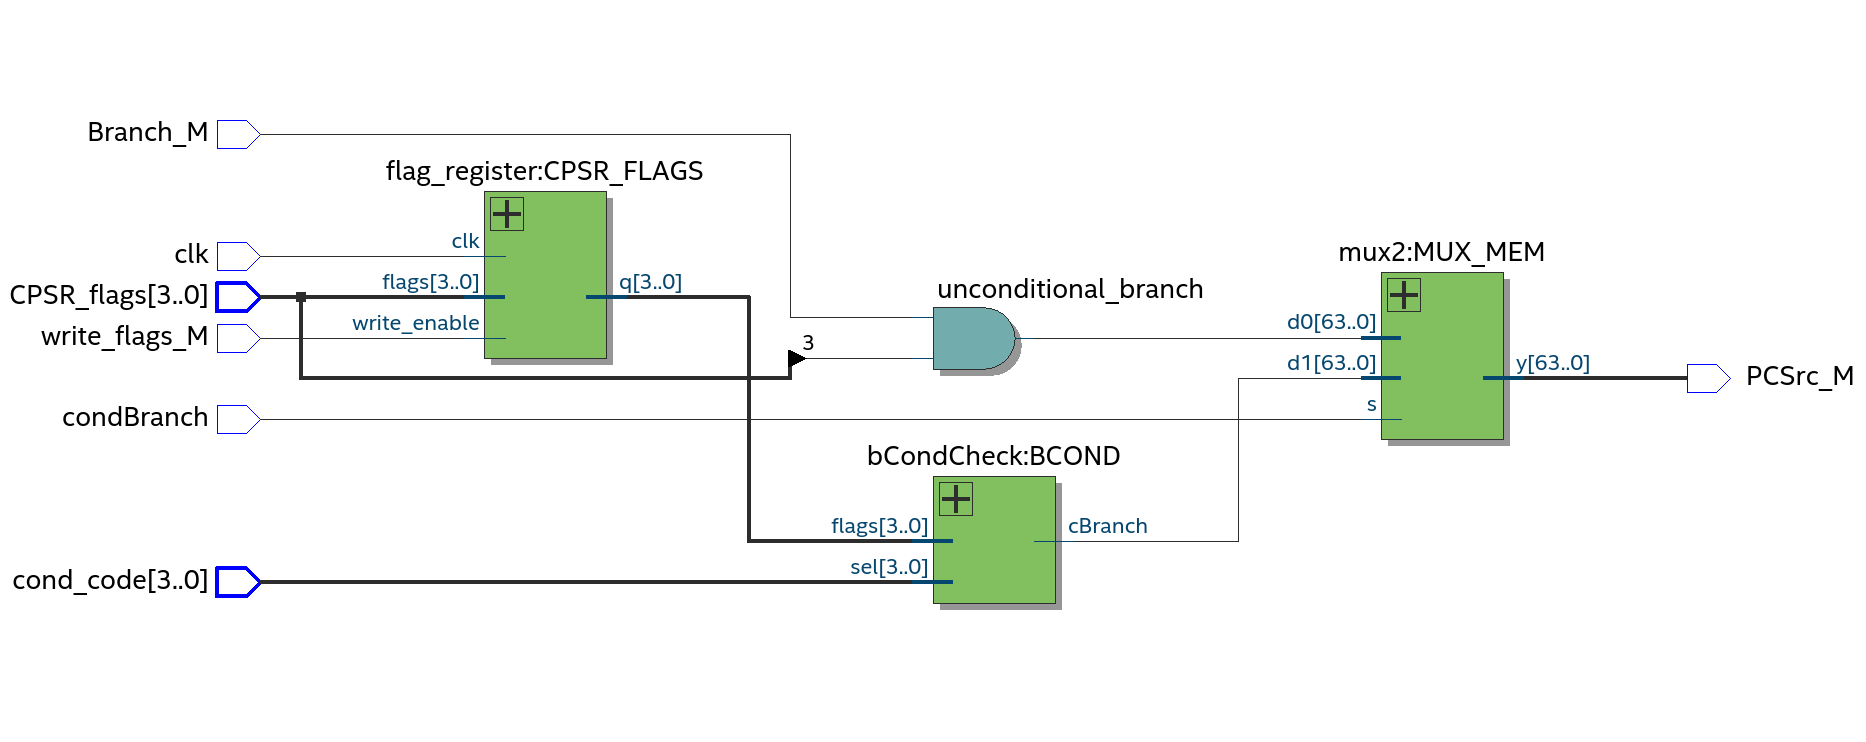 Branch_M
flag_register:CPSR_FLAGS
clk
clk
CPSR_flags[3..0]
flags[3..0]
q[3..0]
write_flags_M
write_enable
3
unconditional_branch
mux2:MUX_MEM
d0[63..0]
d1[63..0]
s
y[63..0]
PCSrc_M
condBranch
bCondCheck:BCOND
flags[3..0]
cBranch
sel[3..0]
cond_code[3..0]